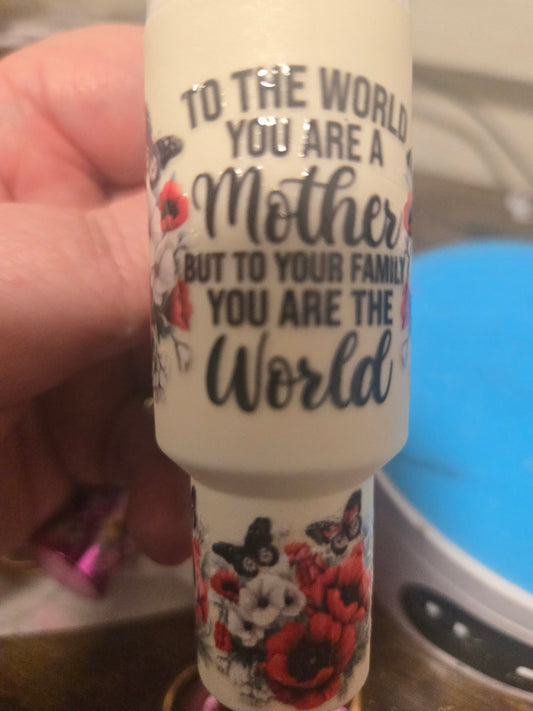 TO THE WORLD
YOU ARE A
Mother
BUT TO YOUR FAMILY
YOU ARE THE
World